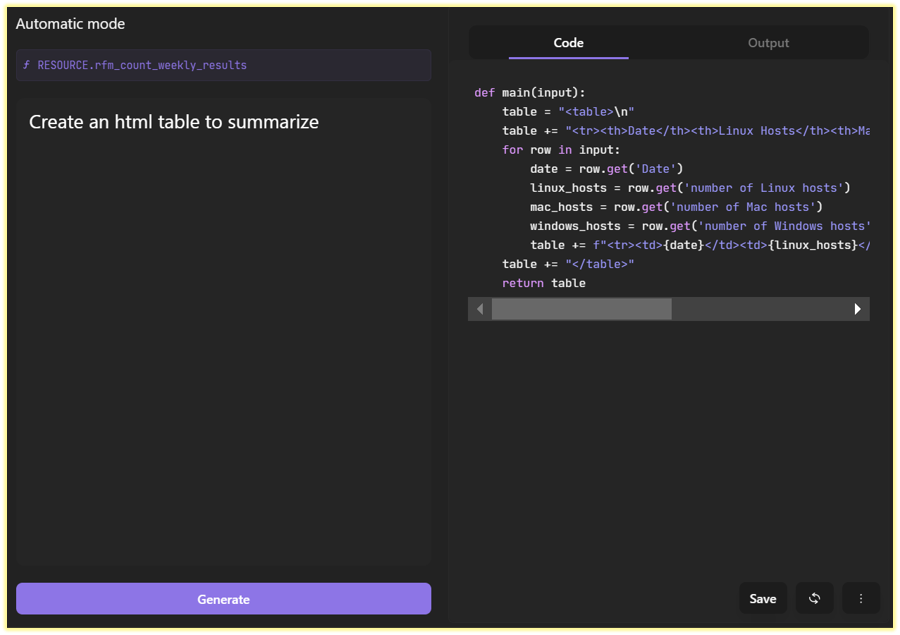 Automatic mode
RESOURCE.rfm_count_weekly_results
Create an html table to summarize
Generate
Code
Output
def main(input):
    table = "<table>\n"
    table += "<tr><th>Date</th><th>Linux Hosts</th><th>Ma
    for row in input:
        date = row.get('Date')
        linux_hosts = row.get('number of Linux hosts')
        mac_hosts = row.get('number of Mac hosts')
        windows_hosts = row.get('number of Windows hosts'
        table += f"<tr><td>{date}</td><td>{linux_hosts}</
    table += "</table>"
    return table
Save